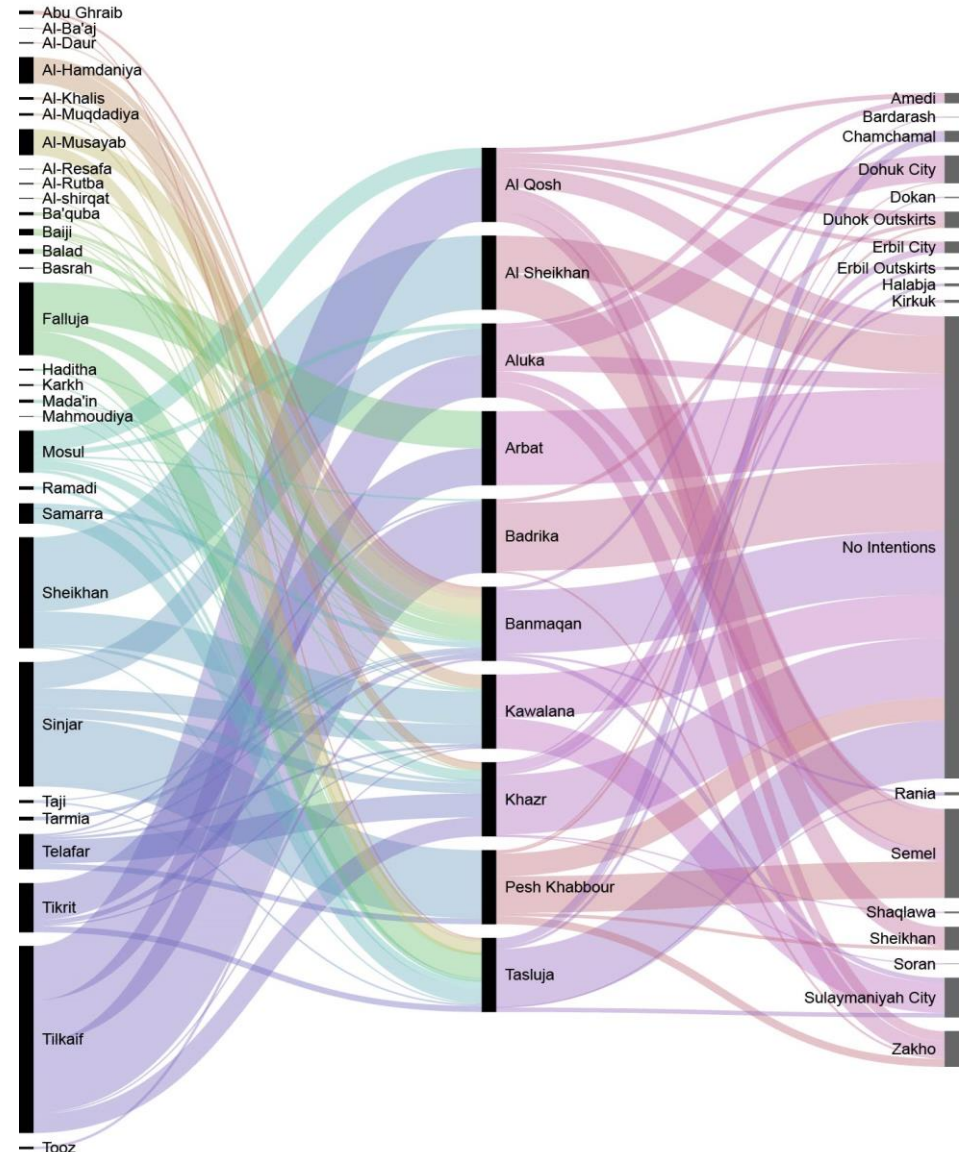 Abu Ghraib
Al-Ba'aj
Al-Daur
Al-Hamdaniya
Al-Khalis
Al-Muqdadiya
Al-Musayab
Al-Resafa
Al-Rutba
Al-shirqat
Ba'quba
Baiji
Balad
Basrah
Falluja
Haditha
Karkh
Mada'in
Mahmoudiya
Mosul
Ramadi
Samarra
Sheikhan
Sinjar
Taji
Tarmia
Telafar
Tikrit
Tilkaif
Tooz
Al Qosh
Al Sheikhan
Aluka
Arbat
Badrika
Banmaqan
Kawalana
Khazr
Pesh Khabbour
Tasluja
Amedi
Bardarash
Chamchamal
Dohuk City
Dokan
Duhok Outskirts
Erbil City
Erbil Outskirts
Halabja
Kirkuk
No Intentions
Rania
Semel
Shaqlawa
Sheikhan
Soran
Sulaymaniyah City
Zakho